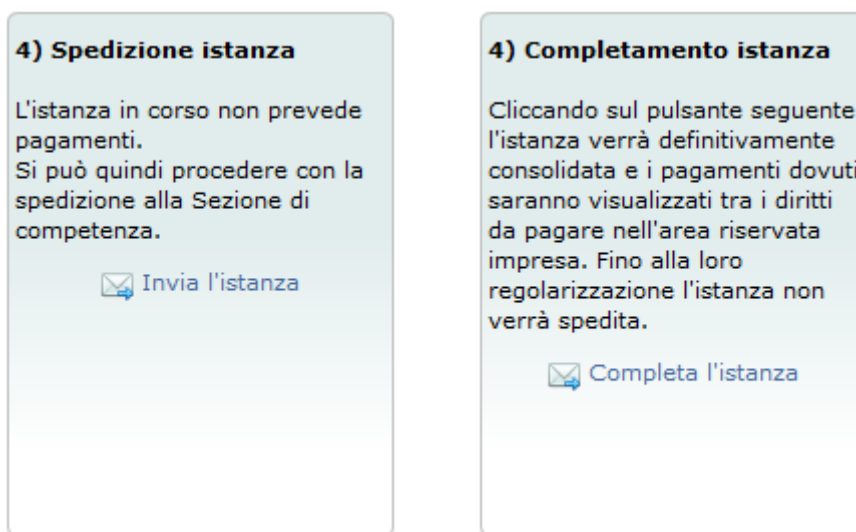 4) Spedizione istanza
L'istanza in corso non prevede
pagamenti.
Si può quindi procedere con la
spedizione alla Sezione di
competenza.
Invia l'istanza
4) Completamento istanza
Cliccando sul pulsante seguente
l'istanza verrà definitivamente
consolidata e i pagamenti dovuti
saranno visualizzati tra i diritti
da pagare nell'area riservata
impresa. Fino alla loro
regolarizzazione l'istanza non
verrà spedita.
Completa l'istanza